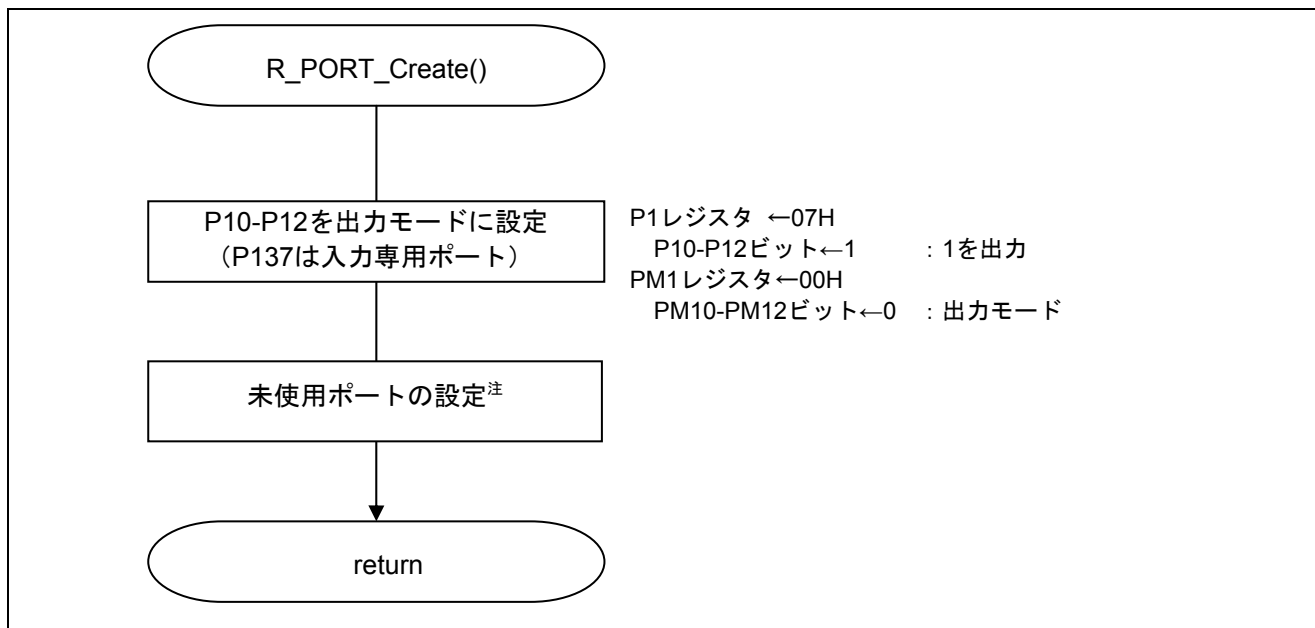 R_PORT_Create()
P10-P12を出力モードに設定
（P137は入力専用ポート）
P1レジスタ ←07H
P10-P12ビット←1 ：1を出力
PM1レジスタ←00H
PM10-PM12ビット←0 ：出力モード
未使用ポートの設定注
return